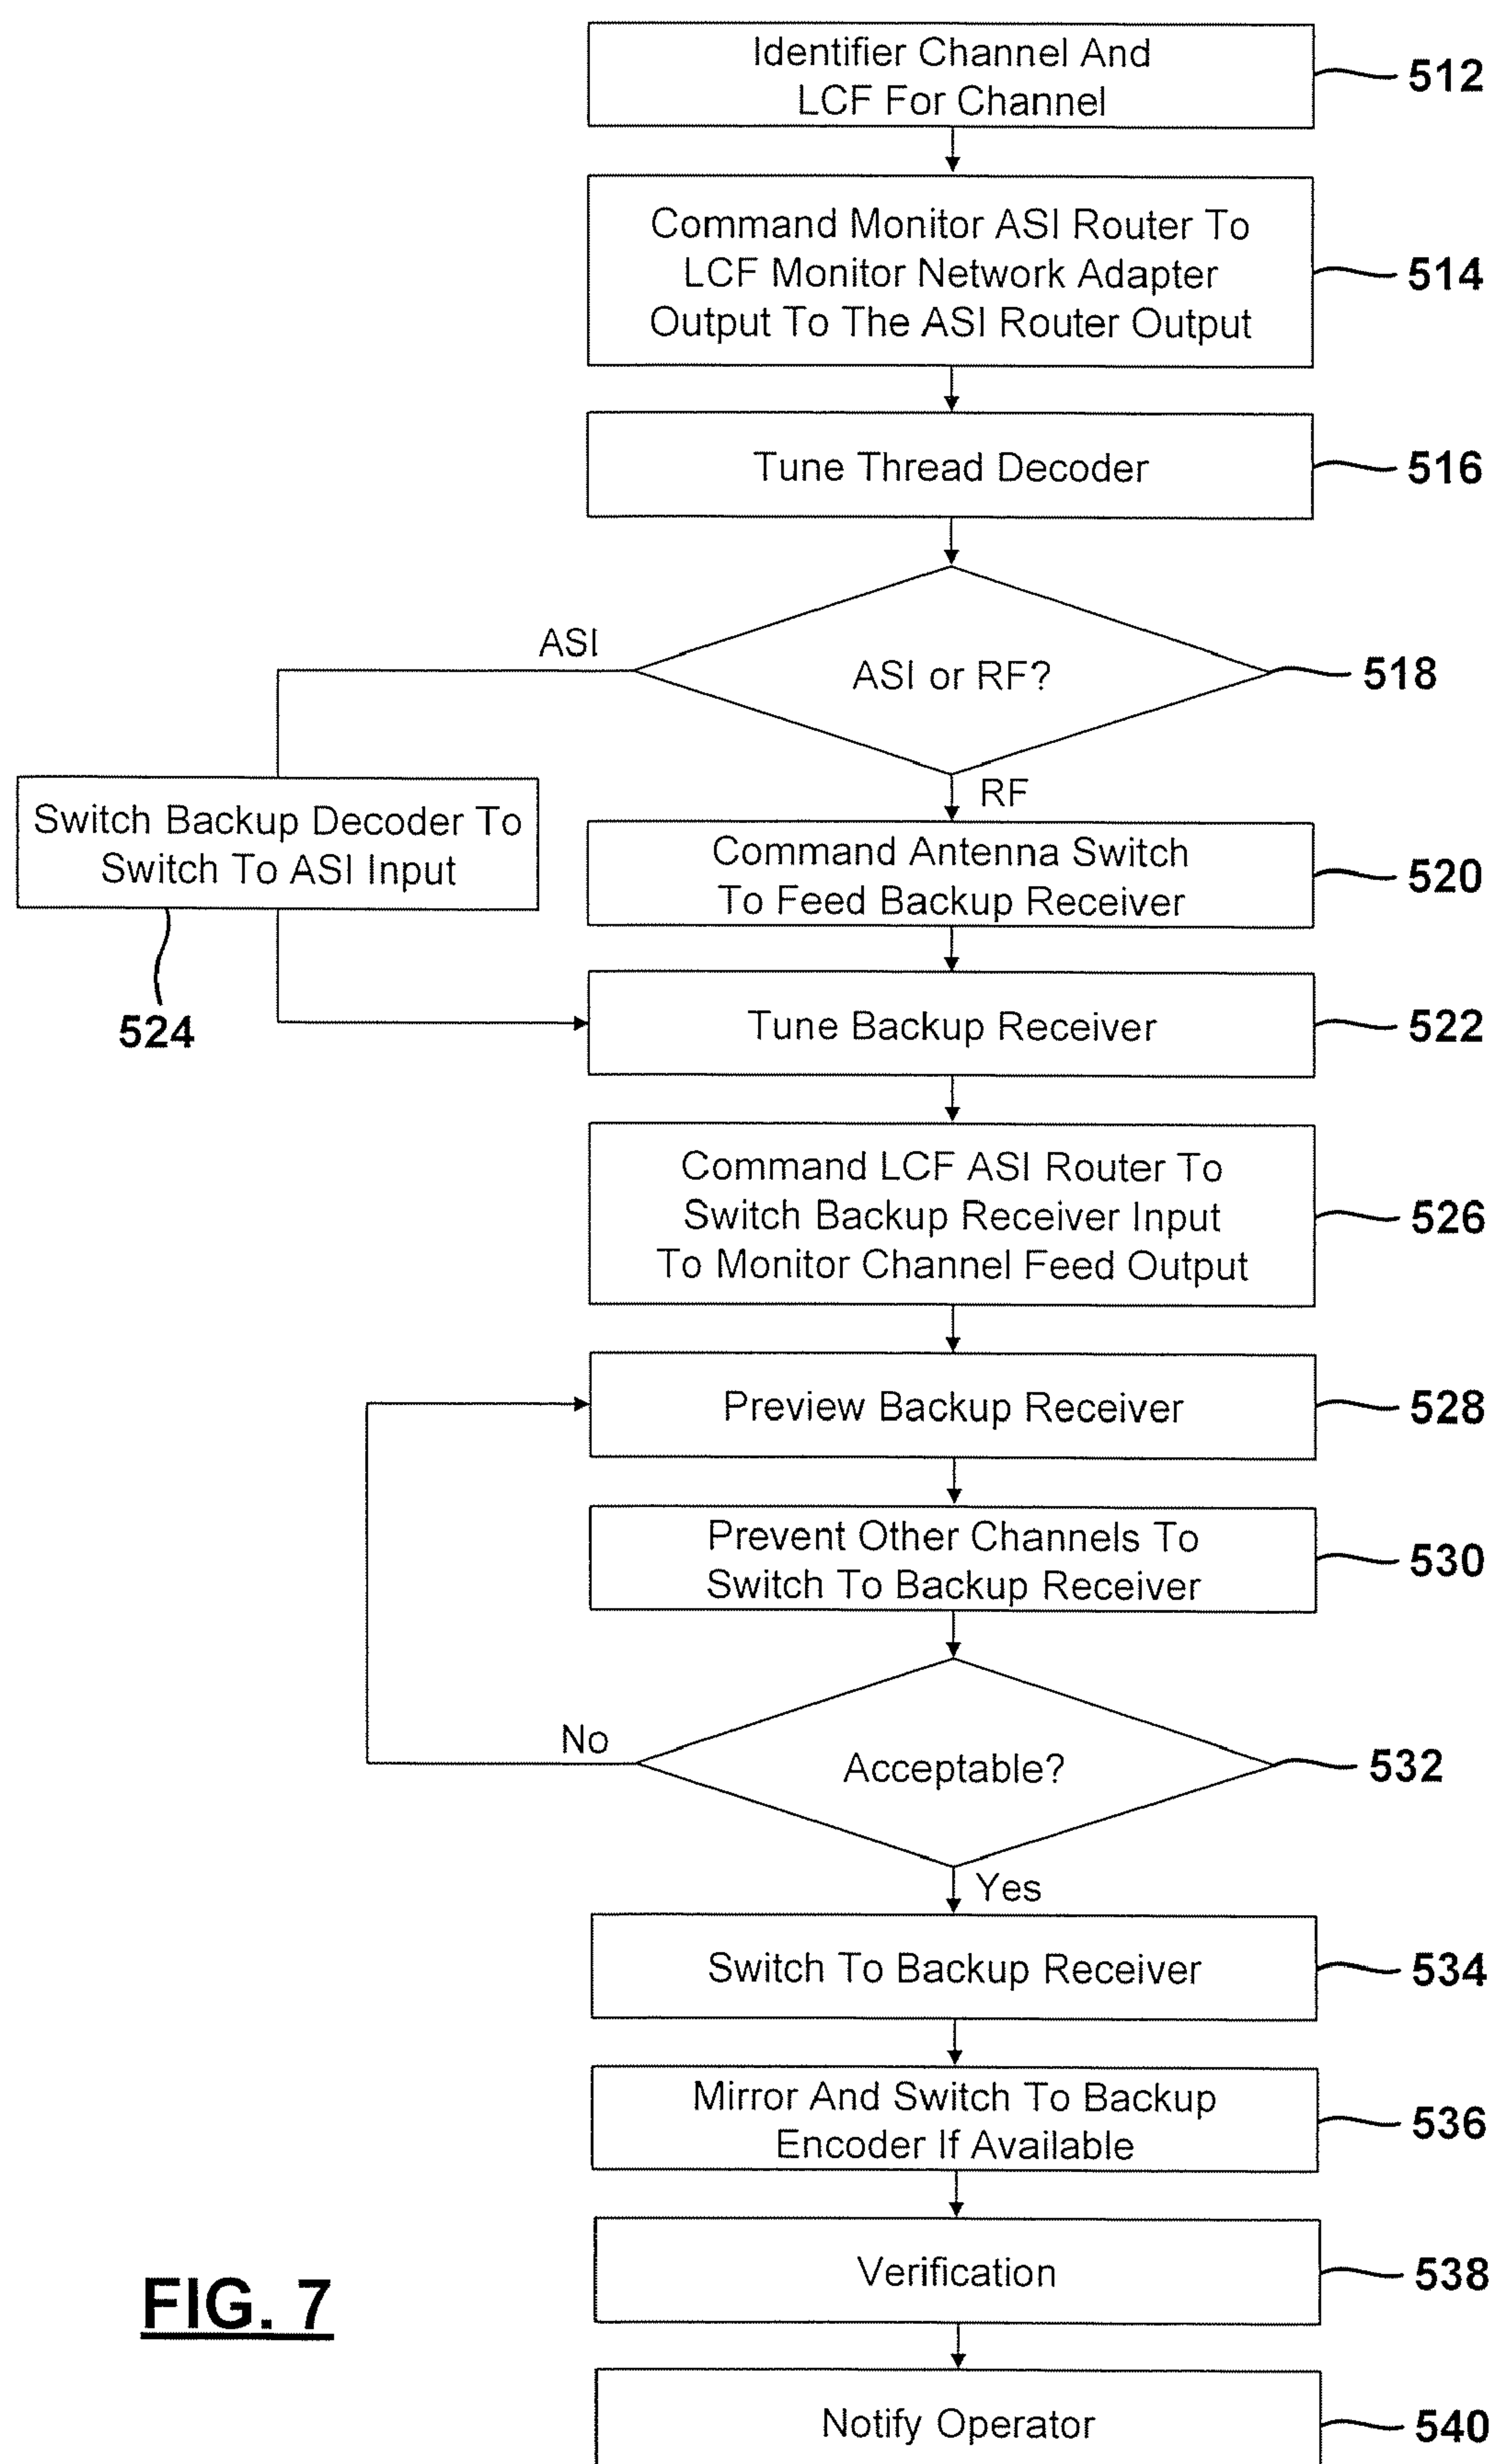 Identifier Channel And
LCF For Channel
512
Command Monitor ASI Router To
LCF Monitor Network Adapter
Output To The ASI Router Output
514
Tune Thread Decoder
516
ASI
ASI or RF?
518
RF
Switch Backup Decoder To
Switch To ASI Input
524
Command Antenna Switch
To Feed Backup Receiver
520
Tune Backup Receiver
522
Command LCF ASI Router To
Switch Backup Receiver Input
To Monitor Channel Feed Output
526
Preview Backup Receiver
528
Prevent Other Channels To
Switch To Backup Receiver
530
No
Acceptable?
532
Yes
Switch To Backup Receiver
534
Mirror And Switch To Backup
Encoder If Available
536
Verification
538
Notify Operator
540
FIG. 7